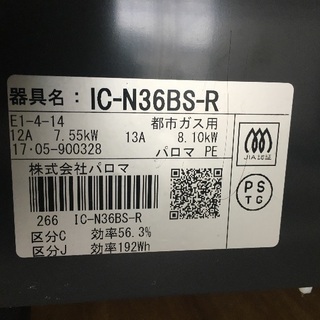 器具名： IC-N36BS-R
E1-4-14 都市ガス用
12A 7.55kW 13A 8.10kW
17･05-900328 パロマ PE
JIA認証
株式会社パロマ
PS
TG
266 IC-N36BS-R
区分C 効率56.3%
区分J 効率192Wh